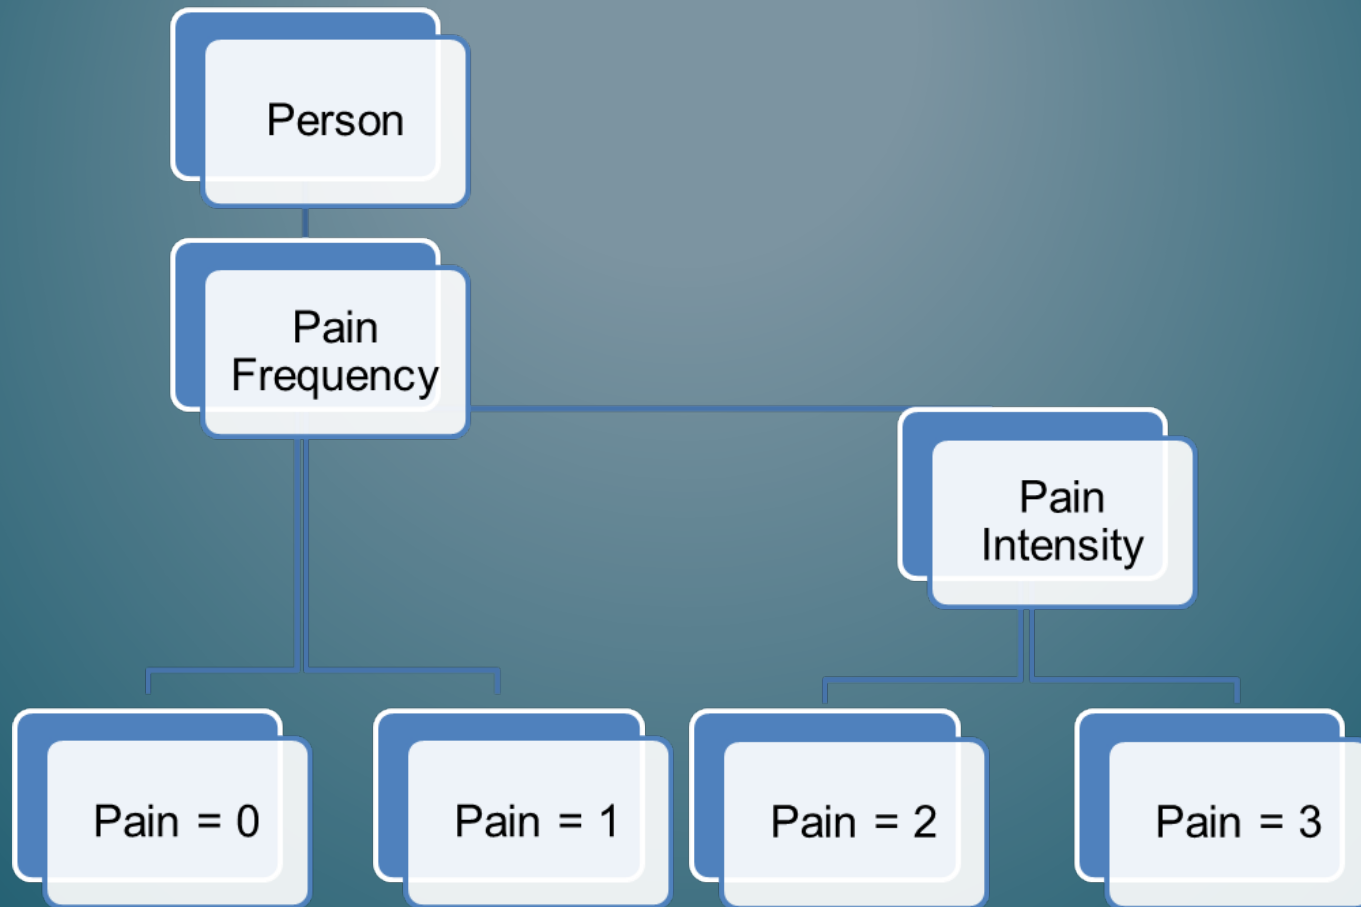 Person
Pain
Frequency
Pain
Intensity
Pain = 0
Pain = 1
Pain = 2
Pain = 3